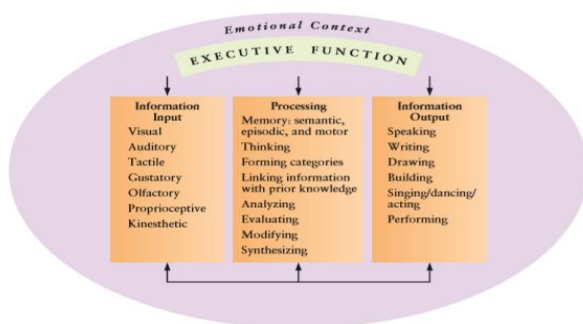 Emotional Context
EXECUTIVE FUNCTION
Information
Input
Visual
Auditory
Tactile
Gustatory
Olfactory
Proprioceptive
Kinesthetic
Processing
Memory: semantic,
episodic, and motor
Thinking
Forming categories
Linking information
with prior knowledge
Analyzing
Evaluating
Modifying
Synthesizing
Information
Output
Speaking
Writing
Drawing
Building
Singing/dancing/
acting
Performing